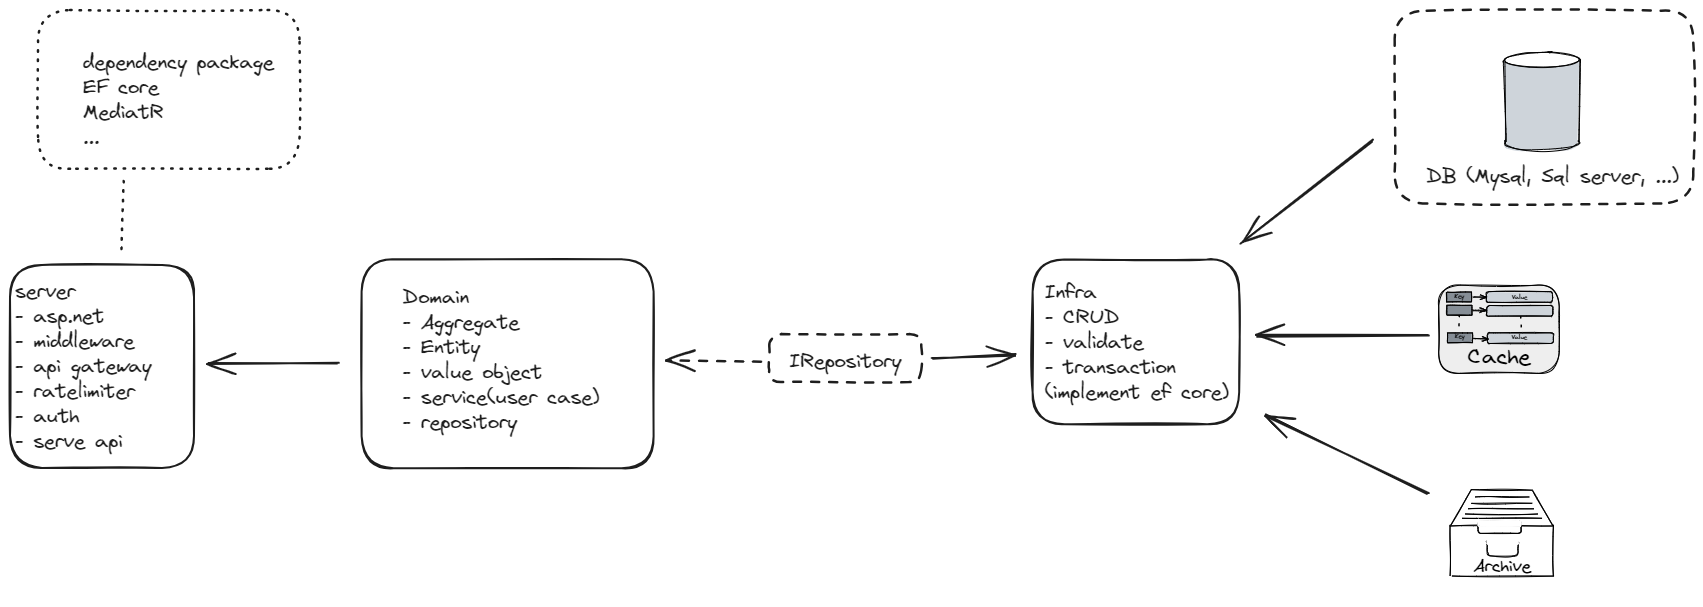 dependency package
EF core
MediatR
...
server
- asp.net
- middleware
- api gateway
- ratelimiter
- auth
- serve api
Domain
- Aggregate
- Entity
- value object
- service(user case)
- repository
IRepository
Infra
- CRUD
- validate
- transaction
(implement ef core)
DB (Mysql, Sql server, ...)
Key
Value
Key
Value
Cache
Archive